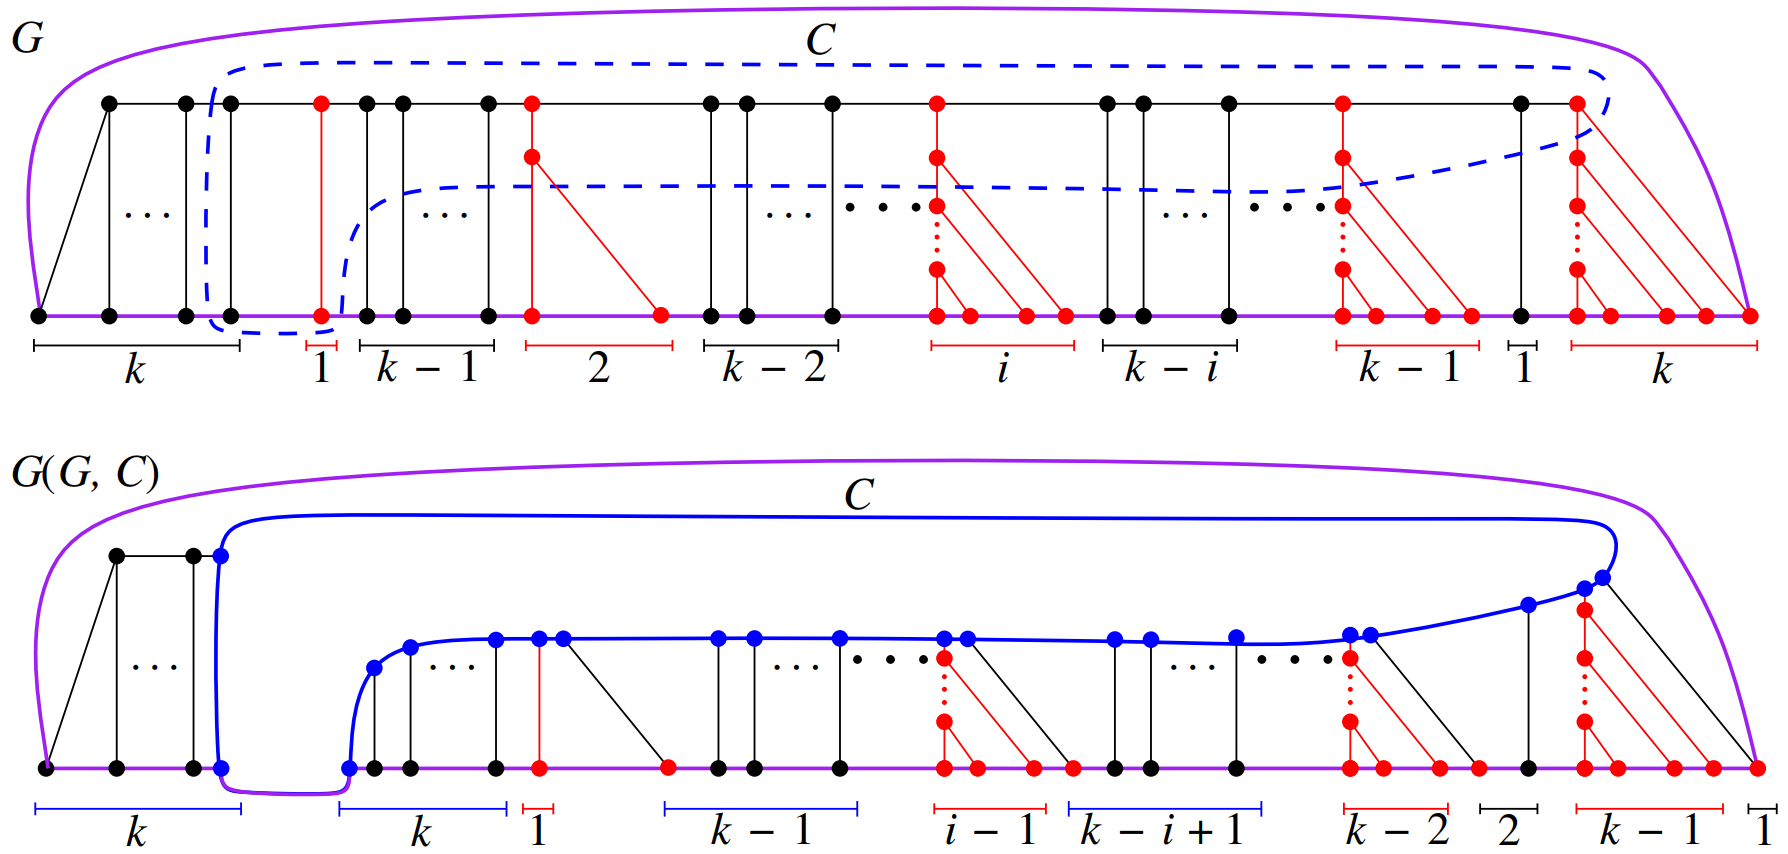 G
C
... ... ... ...
k 1 k − 1 2 k − 2 i k − i k − 1 1 k
G(G, C)
C
... ... ... ...
k k 1 k − 1 i − 1 k − i + 1 k − 2 2 k − 1 1